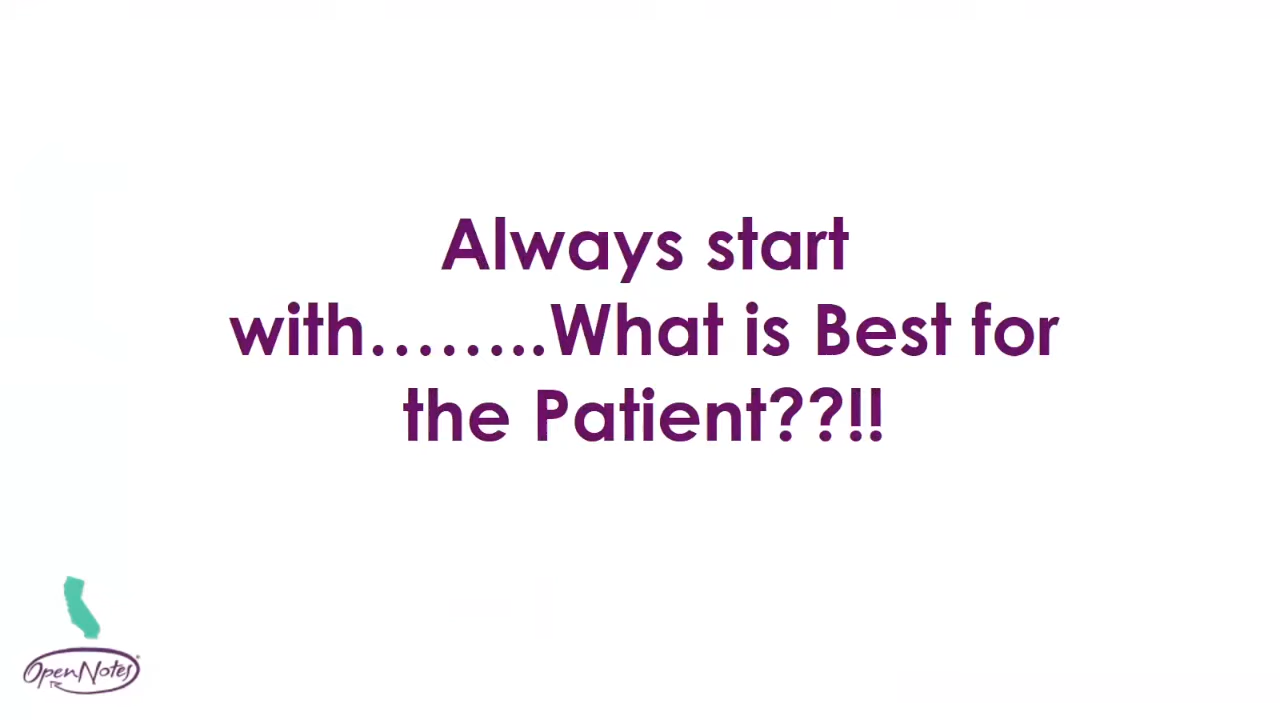 Always start
with……..What is Best for
the Patient??!!
OpenNotes